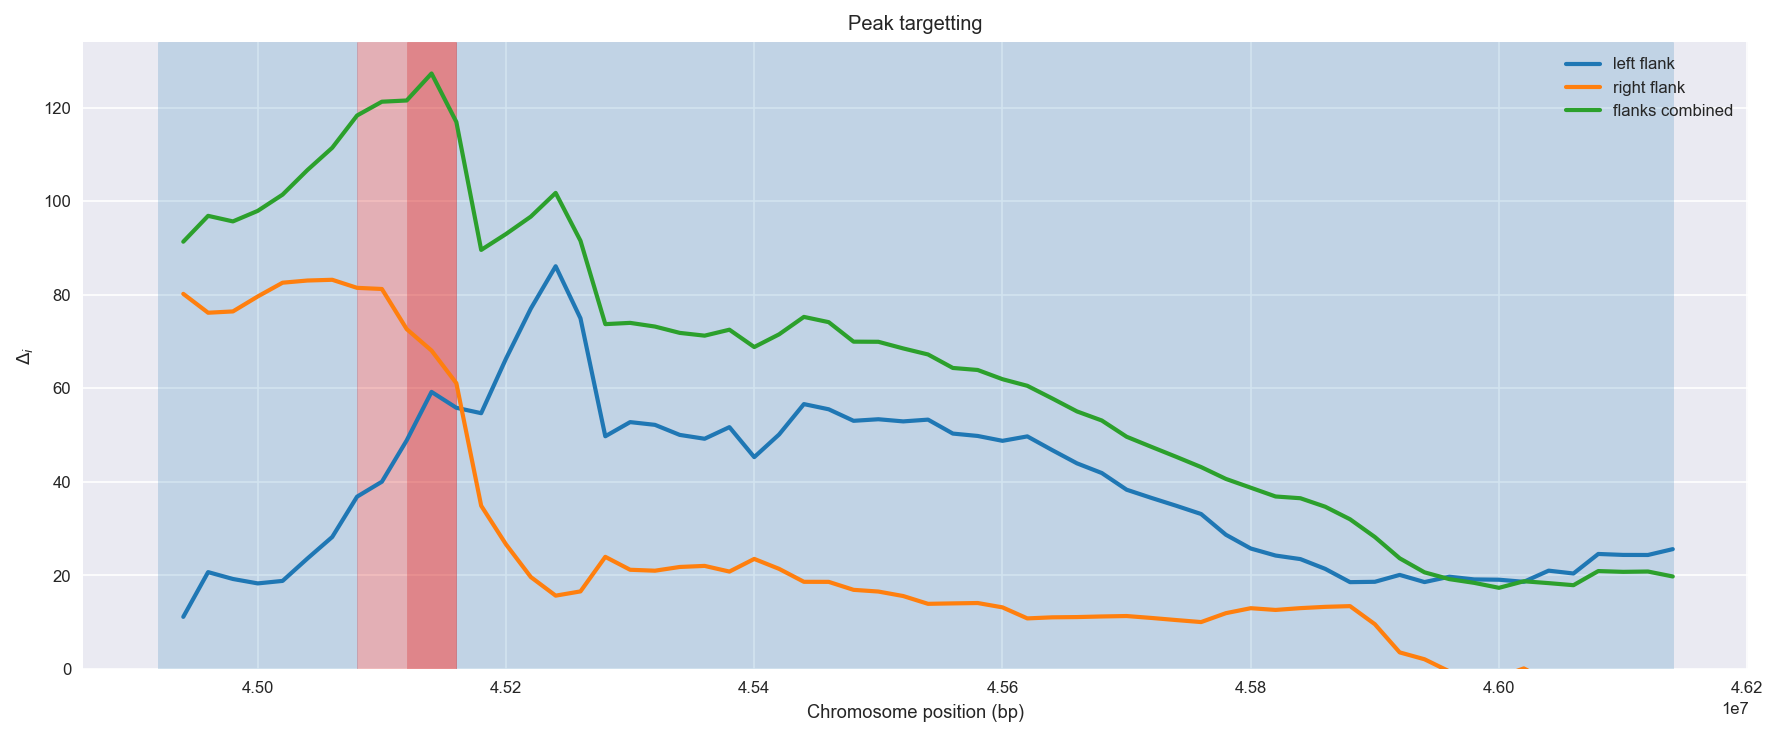 Peak targetting
left flank
right flank
flanks combined
120
100
80
60
40
20
0
Δi
4.50 4.52 4.54 4.56 4.58 4.60 4.62
1e7
Chromosome position (bp)